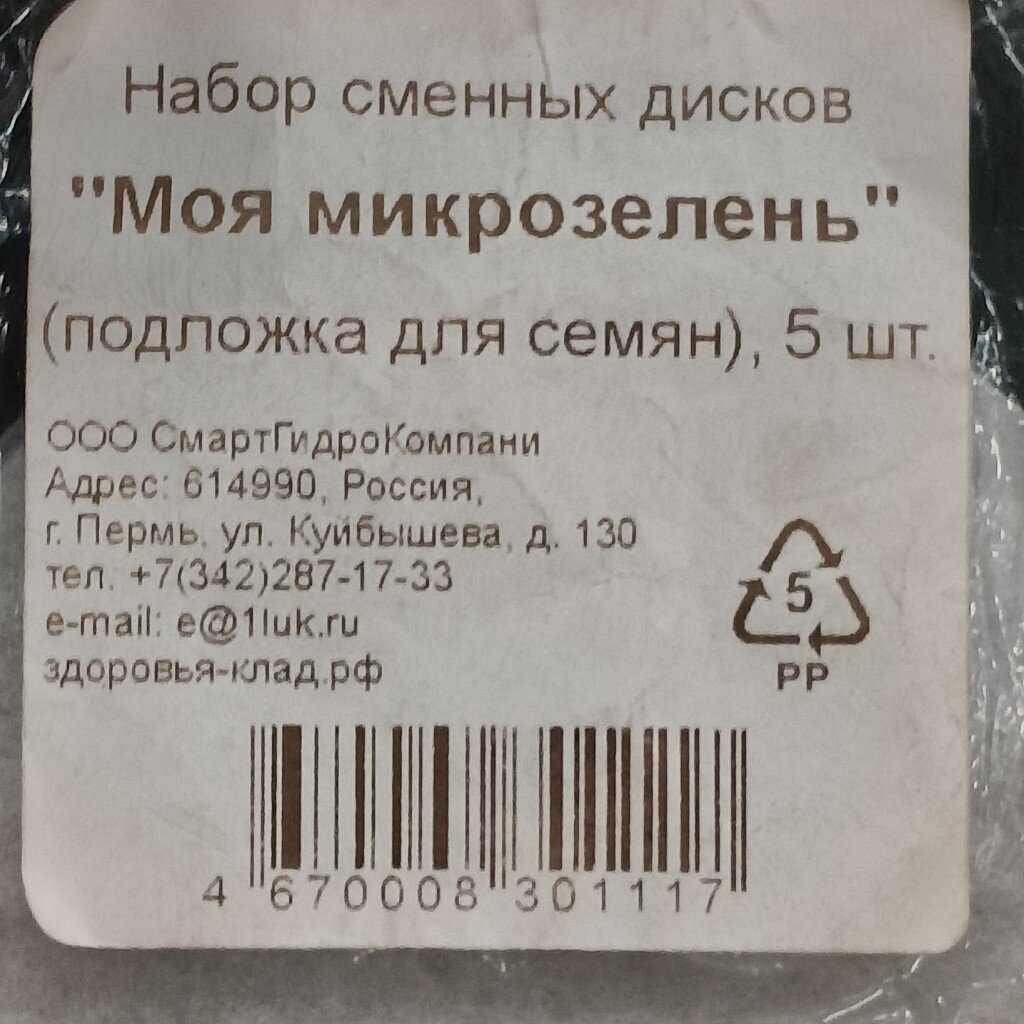 Набор сменных дисков
"Моя микрозелень"
(подложка для семян), 5 шт.
ООО СмартГидроКомпани
Адрес: 614990, Россия,
г. Пермь, ул. Куйбышева, д. 130
тел. +7(342)287-17-33
e-mail: e@1luk.ru
здоровья-клад.рф
5
PP
4 670008 301117